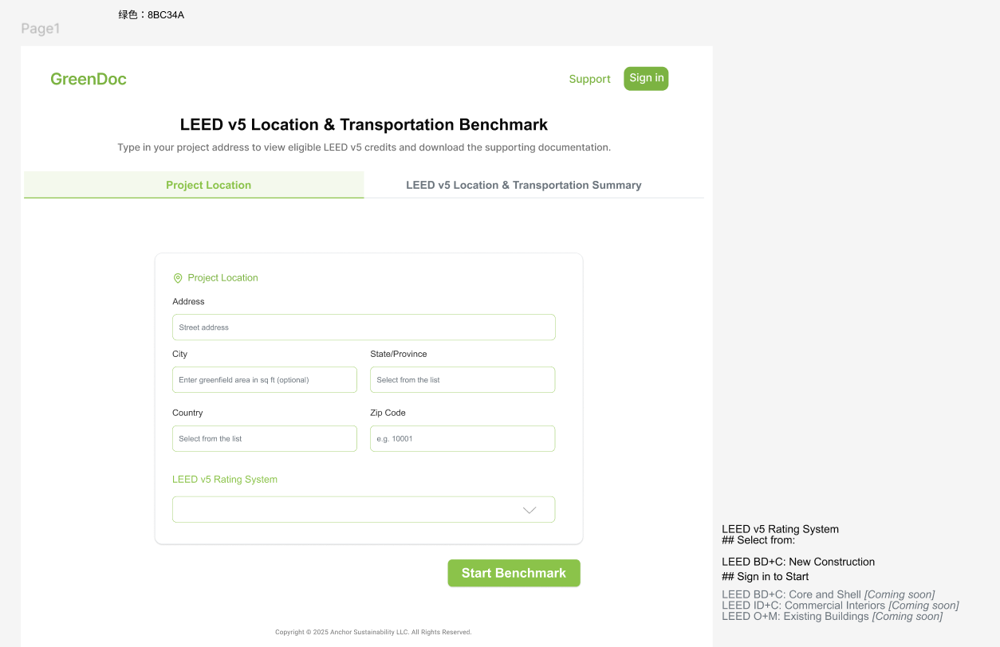 绿色：8BC34A
Page1
GreenDoc
Support
Sign in
LEED v5 Location & Transportation Benchmark
Type in your project address to view eligible LEED v5 credits and download the supporting documentation.
Project Location
LEED v5 Location & Transportation Summary
Project Location
Address
Street address
City
State/Province
Enter greenfield area in sq ft (optional)
Select from the list
Country
Zip Code
Select from the list
e.g. 10001
LEED v5 Rating System
Start Benchmark
Copyright © 2025 Anchor Sustainability LLC. All Rights Reserved.
LEED v5 Rating System
## Select from:
LEED BD+C: New Construction
## Sign in to Start
LEED BD+C: Core and Shell [Coming soon]
LEED ID+C: Commercial Interiors [Coming soon]
LEED O+M: Existing Buildings [Coming soon]